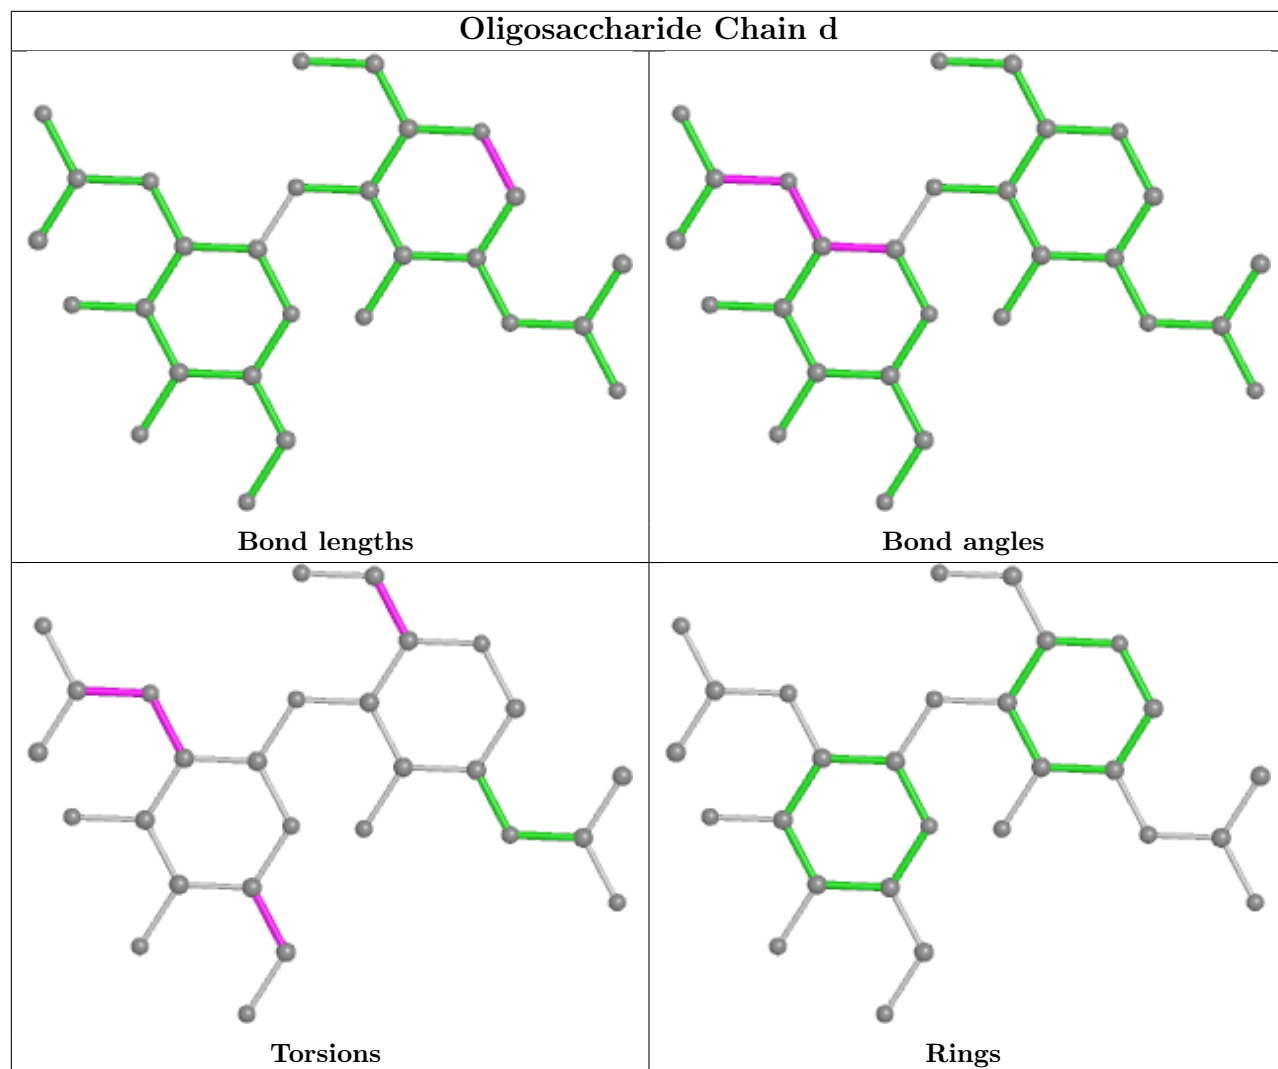 Oligosaccharide Chain d
Bond lengths
Bond angles
Torsions
Rings